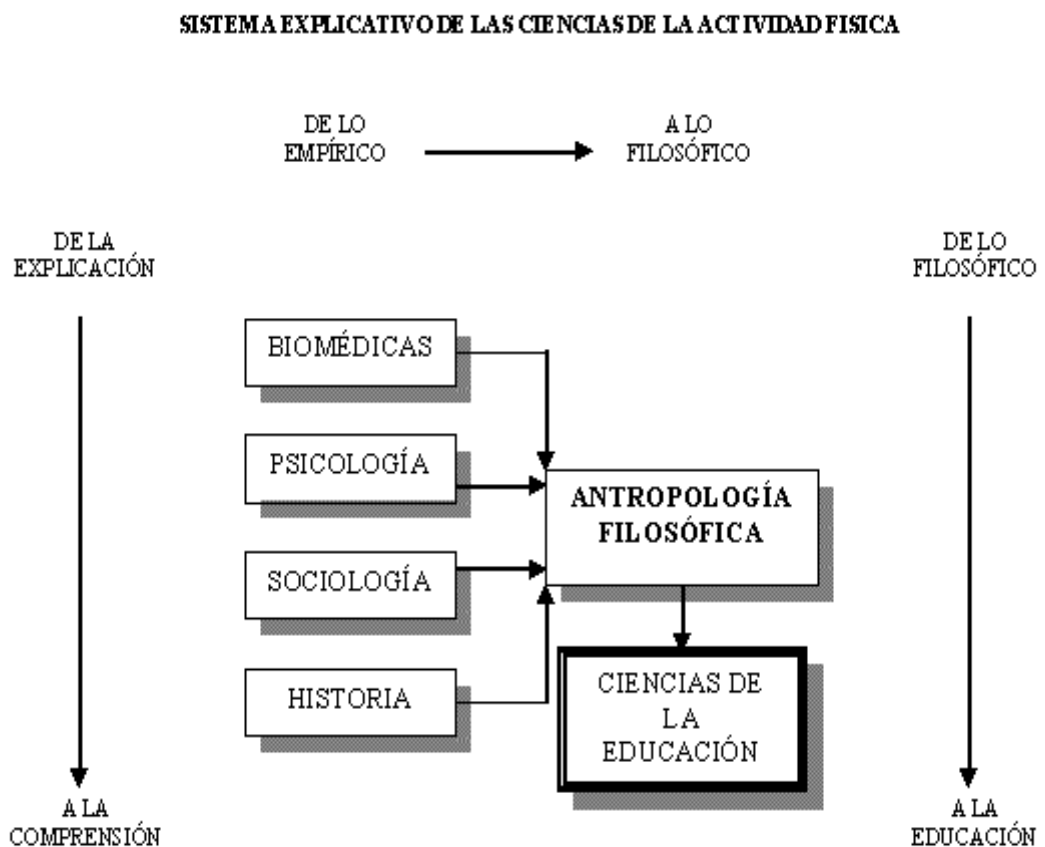 SISTEMA EXPLICATIVO DE LAS CIENCIAS DE LA ACTIVIDAD FISICA
DE LO
EMPÍRICO
A LO
FILOSÓFICO
DE LA
EXPLICACIÓN
DE LO
FILOSÓFICO
BIOMÉDICAS
PSICOLOGÍA
ANTROPOLOGÍA
FILOSÓFICA
SOCIOLOGÍA
HISTORIA
CIENCIAS DE
LA
EDUCACIÓN
A LA
COMPRENSIÓN
A LA
EDUCACIÓN